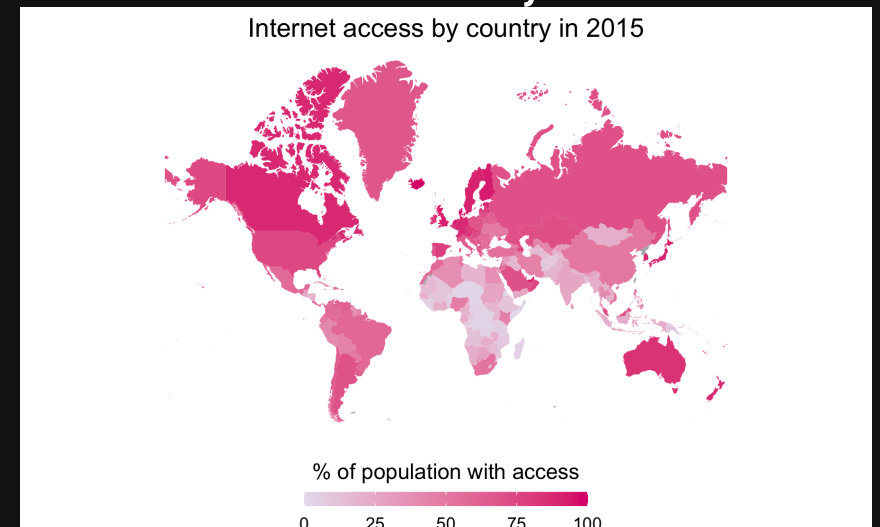 Internet access by country in 2015
% of population with access
0 25 50 75 100